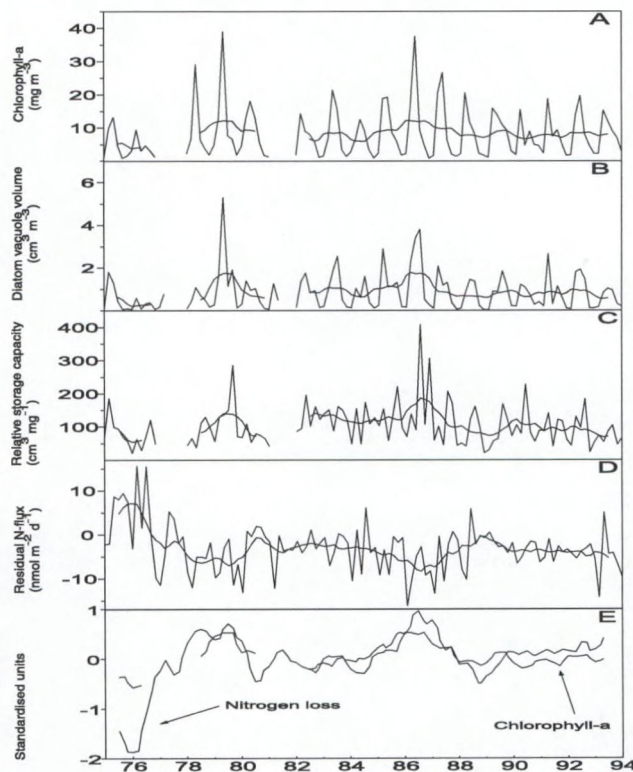 A
Chlorophyll-a
(mg m-3)
40
30
20
10
B
Diatom vacuole volume
(cm3 m-3)
6
4
2
C
Relative storage capacity
(cm3 mg-1)
400
300
200
100
D
Residual N-flux
(nmol m-2 d-1)
10
0
-10
E
Standardised units
1
0
-1
-2
Nitrogen loss
Chlorophyll-a
76 78 80 82 84 86 88 90 92 94